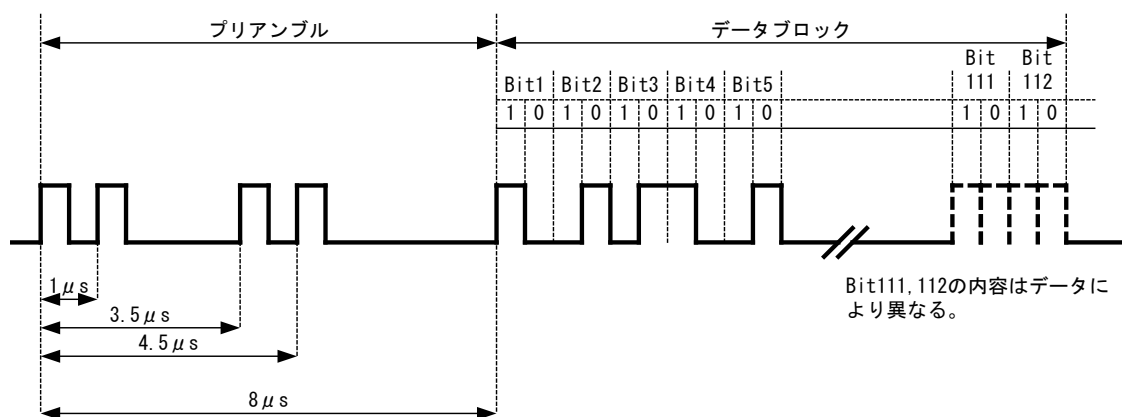 プリアンブル
データブロック
Bit1 Bit2 Bit3 Bit4 Bit5
Bit 111
Bit 112
1 0 1 0 1 0 1 0 1 0
1 0 1 0
1μs
3.5μs
4.5μs
8μs
Bit111,112の内容はデータに
より異なる。